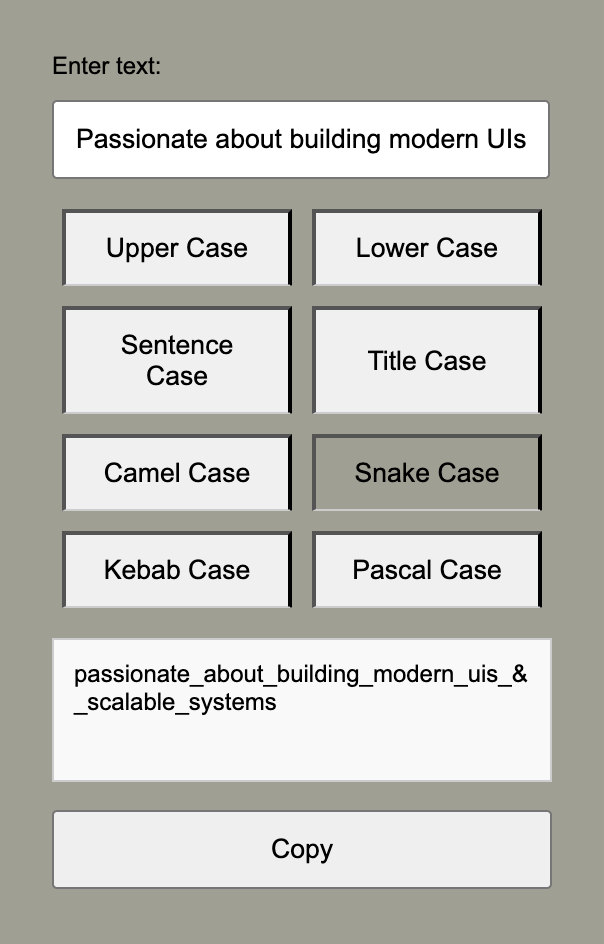 Enter text:
Passionate about building modern UIs
Upper Case
Lower Case
Sentence
Case
Title Case
Camel Case
Snake Case
Kebab Case
Pascal Case
passionate_about_building_modern_uis_&
_scalable_systems
Copy